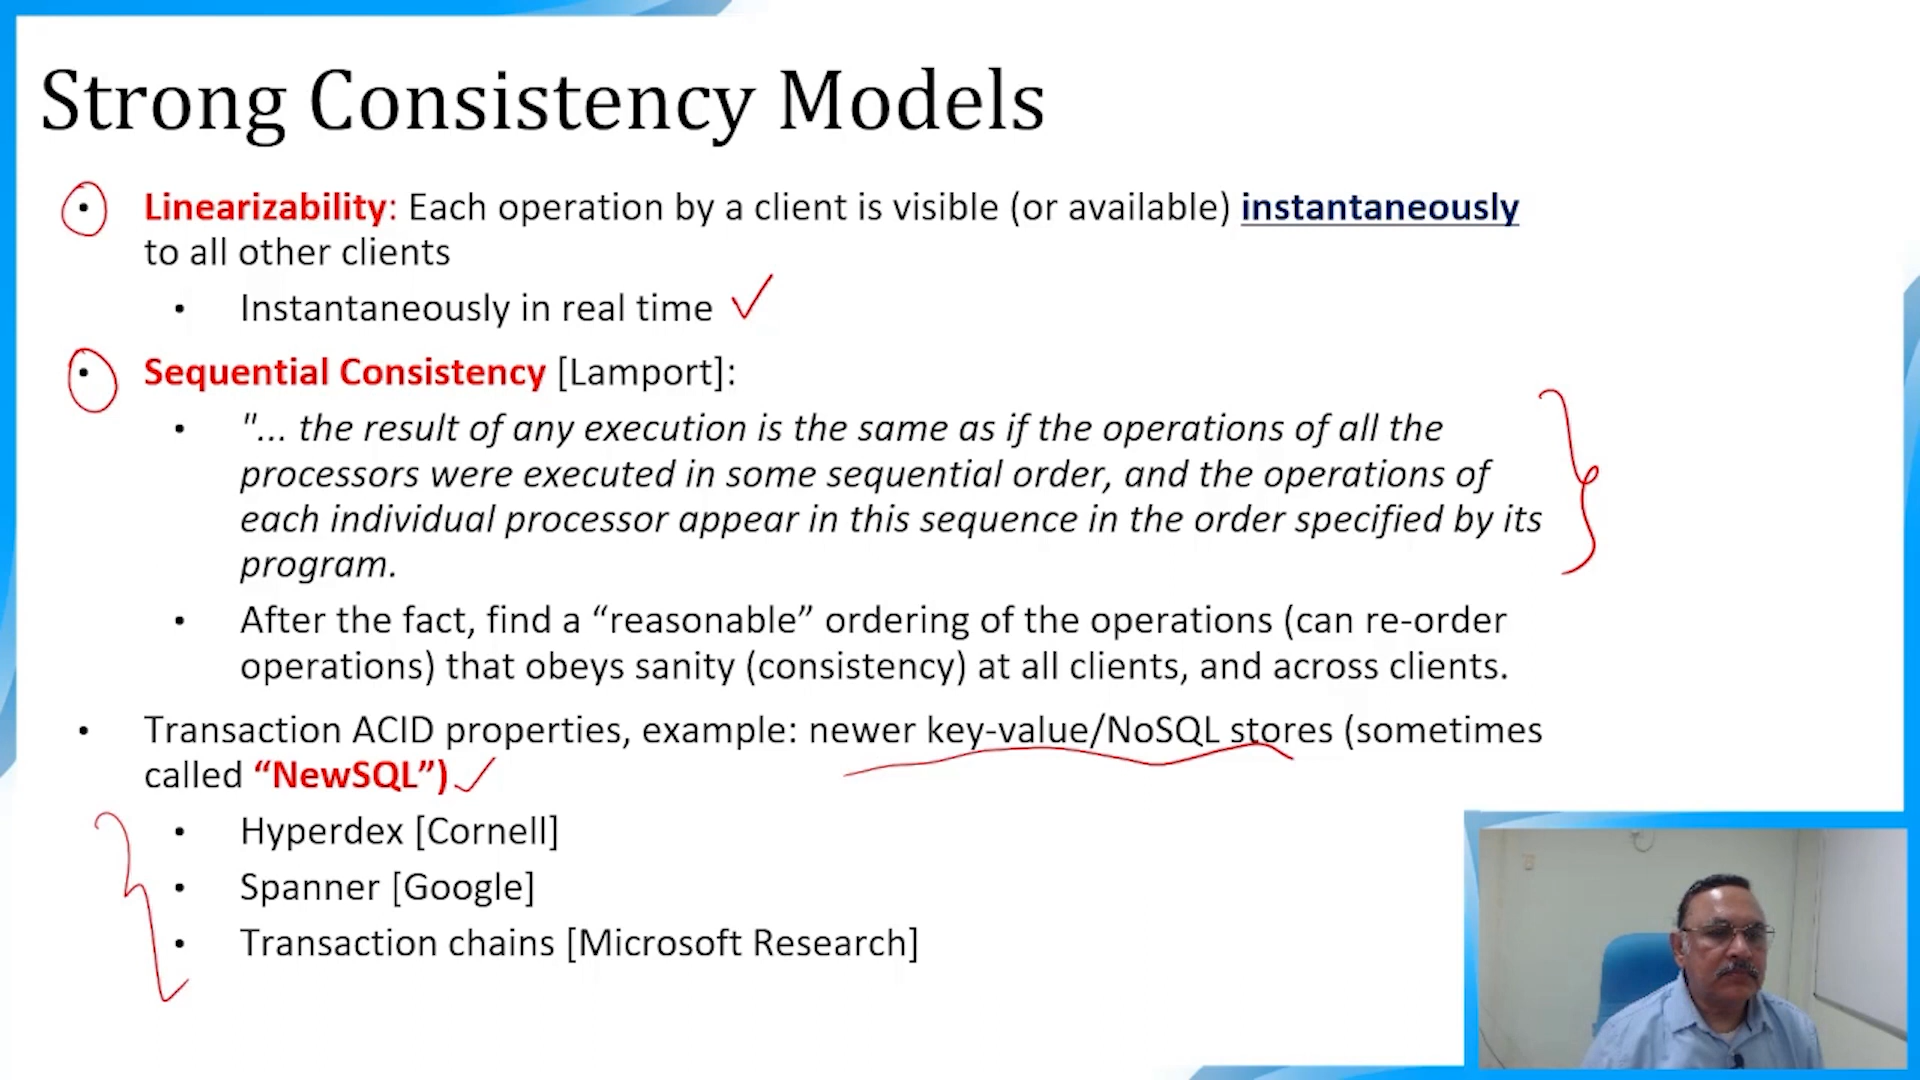 Strong Consistency Models
• Linearizability: Each operation by a client is visible (or available) instantaneously
to all other clients
• Instantaneously in real time
• Sequential Consistency [Lamport]:
• "... the result of any execution is the same as if the operations of all the
processors were executed in some sequential order, and the operations of
each individual processor appear in this sequence in the order specified by its
program.
• After the fact, find a “reasonable” ordering of the operations (can re-order
operations) that obeys sanity (consistency) at all clients, and across clients.
• Transaction ACID properties, example: newer key-value/NoSQL stores (sometimes
called “NewSQL”)
• Hyperdex [Cornell]
• Spanner [Google]
• Transaction chains [Microsoft Research]